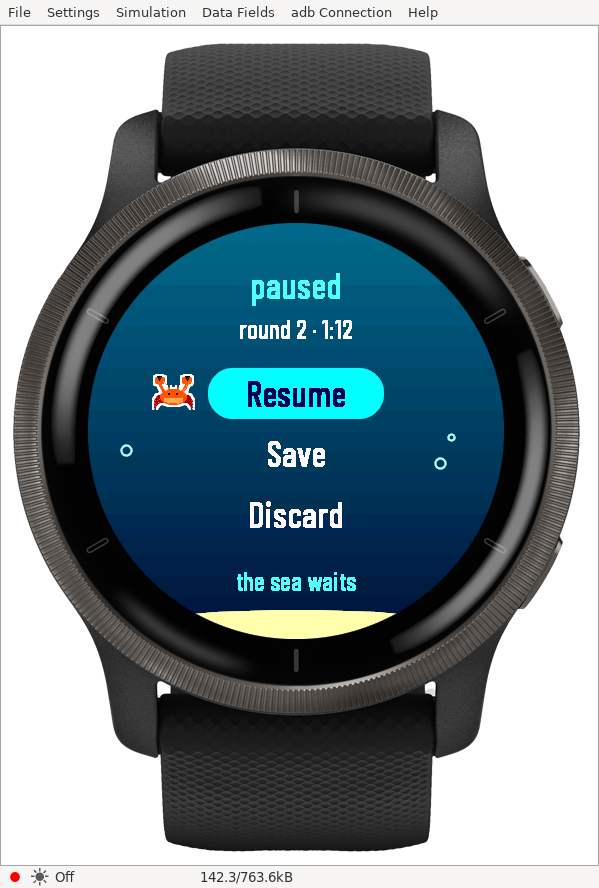 File Settings Simulation Data Fields adb Connection Help
paused
round 2 · 1:12
Resume
Save
Discard
the sea waits
Off 142.3/763.6kB